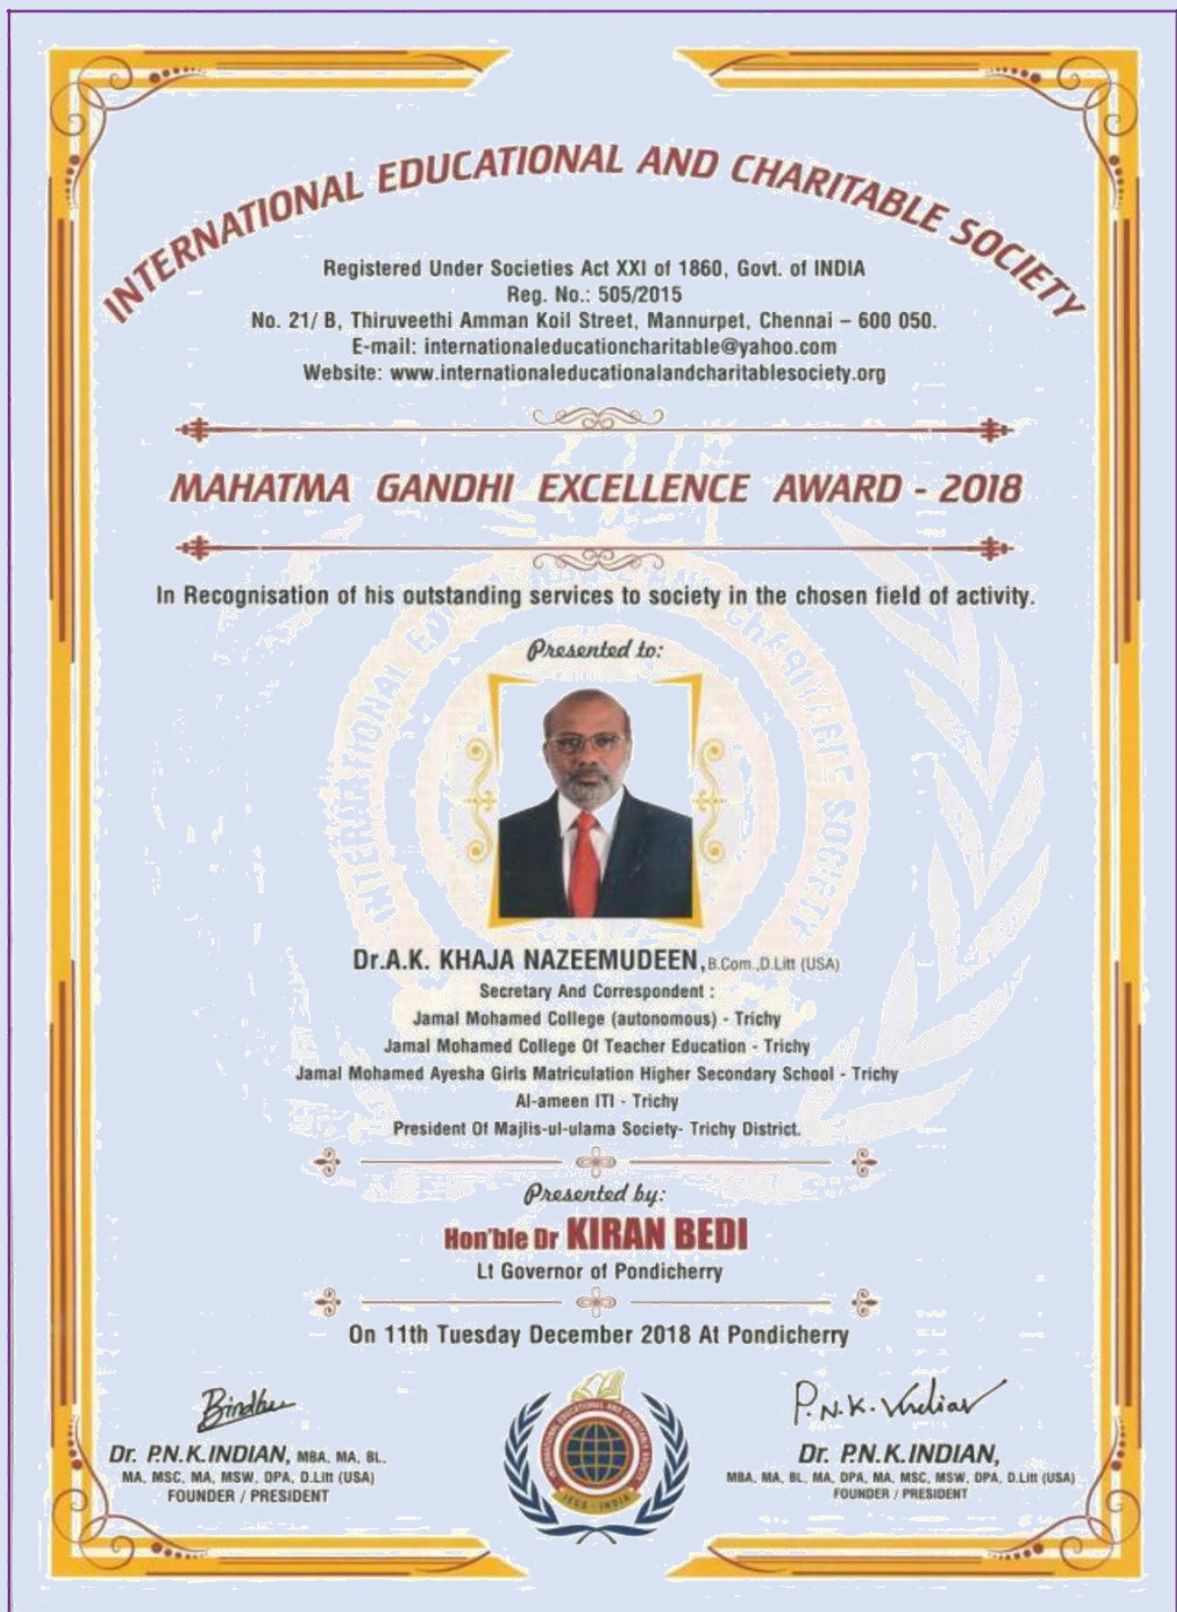 INTERNATIONAL EDUCATIONAL AND CHARITABLE SOCIETY
Registered Under Societies Act XXI of 1860, Govt. of INDIA
Reg. No.: 505/2015
No. 21/ B, Thiruveethi Amman Koil Street, Mannurpet, Chennai – 600 050.
E-mail: internationaleducationcharitable@yahoo.com
Website: www.internationaleducationalandcharitablesociety.org
MAHATMA GANDHI EXCELLENCE AWARD - 2018
In Recognisation of his outstanding services to society in the chosen field of activity.
Presented to:
Dr.A.K. KHAJA NAZEEMUDEEN, B.Com.,D.Litt (USA)
Secretary And Correspondent :
Jamal Mohamed College (autonomous) - Trichy
Jamal Mohamed College Of Teacher Education - Trichy
Jamal Mohamed Ayesha Girls Matriculation Higher Secondary School - Trichy
Al-ameen ITI - Trichy
President Of Majlis-ul-ulama Society- Trichy District.
Presented by:
Hon'ble Dr KIRAN BEDI
Lt Governor of Pondicherry
On 11th Tuesday December 2018 At Pondicherry
Bindhu
Dr. P.N.K.INDIAN, MBA, MA, BL,
MA, MSC, MA, MSW, DPA, D.Litt (USA)
FOUNDER / PRESIDENT
INTERNATIONAL EDUCATIONAL AND CHARITABLE SOCIETY
IECS - INDIA
P.N.K. Indian
Dr. P.N.K.INDIAN,
MBA, MA, BL, MA, DPA, MA, MSC, MSW, DPA, D.Litt (USA)
FOUNDER / PRESIDENT